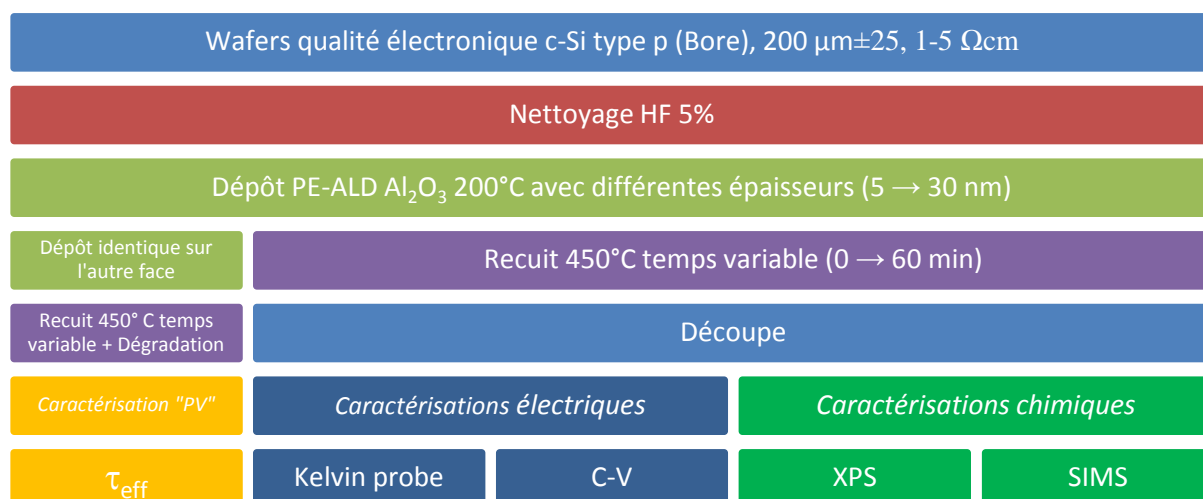 Wafers qualité électronique c-Si type p (Bore), 200 µm±25, 1-5 Ωcm
Nettoyage HF 5%
Dépôt PE-ALD Al₂O₃ 200°C avec différentes épaisseurs (5 → 30 nm)
Dépôt identique sur
l'autre face
Recuit 450°C temps variable (0 → 60 min)
Recuit 450° C temps
variable + Dégradation
Découpe
Caractérisation "PV"
Caractérisations électriques
Caractérisations chimiques
τeff
Kelvin probe
C-V
XPS
SIMS